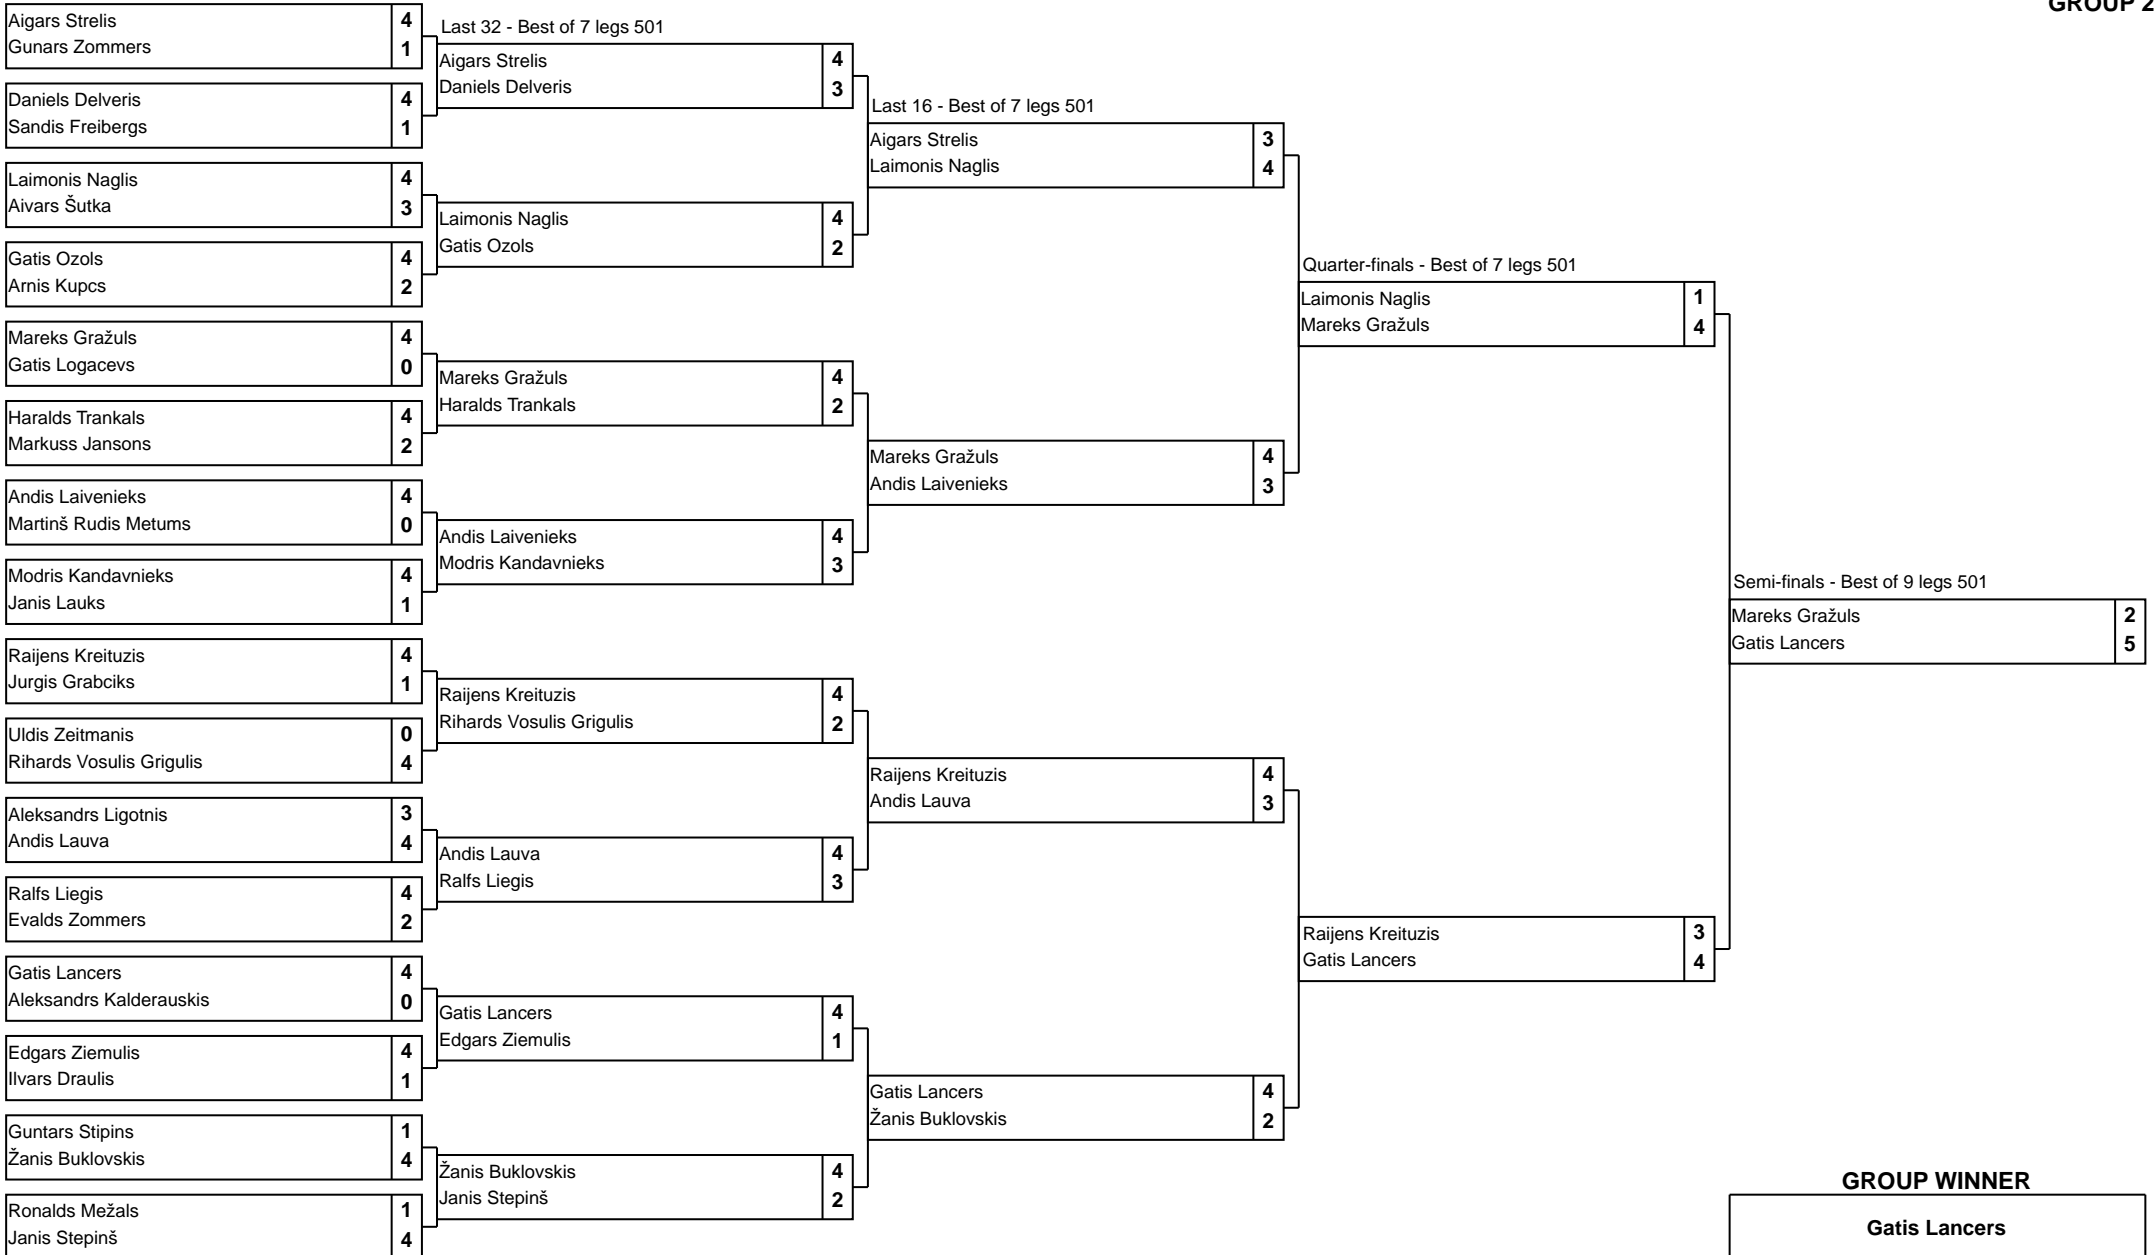 GROUP 2
Aigars Strelis 4
Gunars Zommers 1
Daniels Delveris 4
Sandis Freibergs 1
Laimonis Naglis 4
Aivars Šutka 3
Gatis Ozols 4
Arnis Kupcs 2
Mareks Gražuls 4
Gatis Logacevs 0
Haralds Trankals 4
Markuss Jansons 2
Andis Laivenieks 4
Martinš Rudis Metums 0
Modris Kandavnieks 4
Janis Lauks 1
Raijens Kreituzis 4
Jurgis Grabciks 1
Uldis Zeitmanis 0
Rihards Vosulis Grigulis 4
Aleksandrs Ligotnis 3
Andis Lauva 4
Ralfs Liegis 4
Evalds Zommers 2
Gatis Lancers 4
Aleksandrs Kalderauskis 0
Edgars Ziemulis 4
Ilvars Draulis 1
Guntars Stipins 1
Žanis Buklovskis 4
Ronalds Mežals 1
Janis Stepinš 4
Last 32 - Best of 7 legs 501
Aigars Strelis 4
Daniels Delveris 3
Laimonis Naglis 4
Gatis Ozols 2
Mareks Gražuls 4
Haralds Trankals 2
Andis Laivenieks 4
Modris Kandavnieks 3
Raijens Kreituzis 4
Rihards Vosulis Grigulis 2
Andis Lauva 4
Ralfs Liegis 3
Gatis Lancers 4
Edgars Ziemulis 1
Žanis Buklovskis 4
Janis Stepinš 2
Last 16 - Best of 7 legs 501
Aigars Strelis 3
Laimonis Naglis 4
Mareks Gražuls 4
Andis Laivenieks 3
Raijens Kreituzis 4
Andis Lauva 3
Gatis Lancers 4
Žanis Buklovskis 2
Quarter-finals - Best of 7 legs 501
Laimonis Naglis 1
Mareks Gražuls 4
Raijens Kreituzis 3
Gatis Lancers 4
Semi-finals - Best of 9 legs 501
Mareks Gražuls 2
Gatis Lancers 5
GROUP WINNER
Gatis Lancers